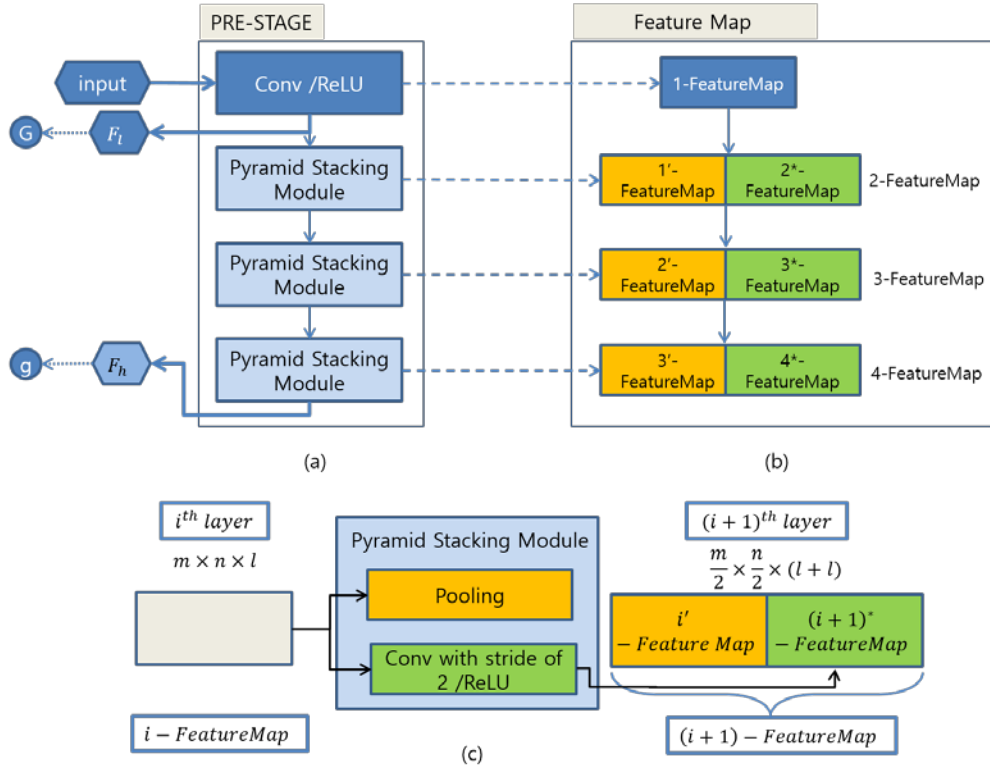 PRE-STAGE
Feature Map
input
Conv /ReLU
1-FeatureMap
G
F_l
Pyramid Stacking
Module
1′-
FeatureMap
2*-
FeatureMap
2-FeatureMap
Pyramid Stacking
Module
2′-
FeatureMap
3*-
FeatureMap
3-FeatureMap
g
F_h
Pyramid Stacking
Module
3′-
FeatureMap
4*-
FeatureMap
4-FeatureMap
(a)
(b)
i^th layer
m × n × l
Pyramid Stacking Module
Pooling
Conv with stride of
2 /ReLU
(i + 1)^th layer
m/2 × n/2 × (l + l)
i′
− Feature Map
(i + 1)*
− FeatureMap
i − FeatureMap
(i + 1) − FeatureMap
(c)